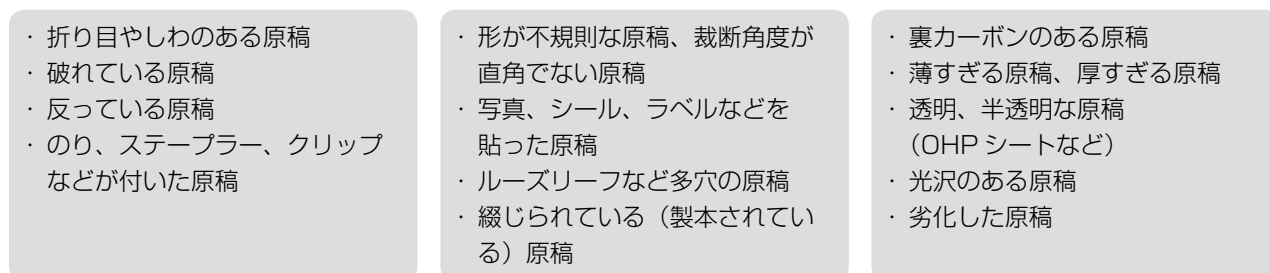 ・折り目やしわのある原稿
・破れている原稿
・反っている原稿
・のり、ステープラー、クリップ
などが付いた原稿
・形が不規則な原稿、裁断角度が
直角でない原稿
・写真、シール、ラベルなどを
貼った原稿
・ルーズリーフなど多穴の原稿
・綴じられている（製本されてい
る）原稿
・裏カーボンのある原稿
・薄すぎる原稿、厚すぎる原稿
・透明、半透明な原稿
（OHP シートなど）
・光沢のある原稿
・劣化した原稿